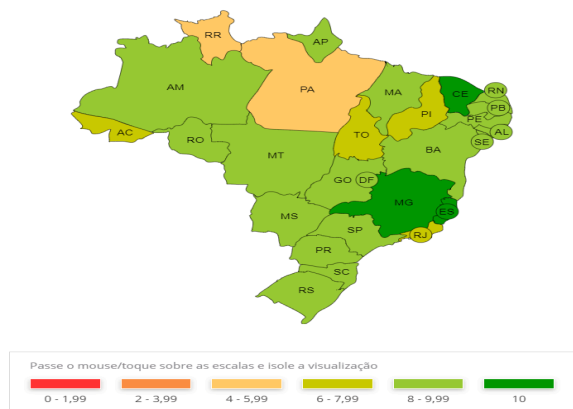 RR
AP
AM
PA
MA
CE
RN
PB
PI
PE
AC
TO
AL
RO
SE
MT
BA
GO
DF
MG
MS
ES
SP
RJ
PR
SC
RS
Passe o mouse/toque sobre as escalas e isole a visualização
0 - 1,99 2 - 3,99 4 - 5,99 6 - 7,99 8 - 9,99 10